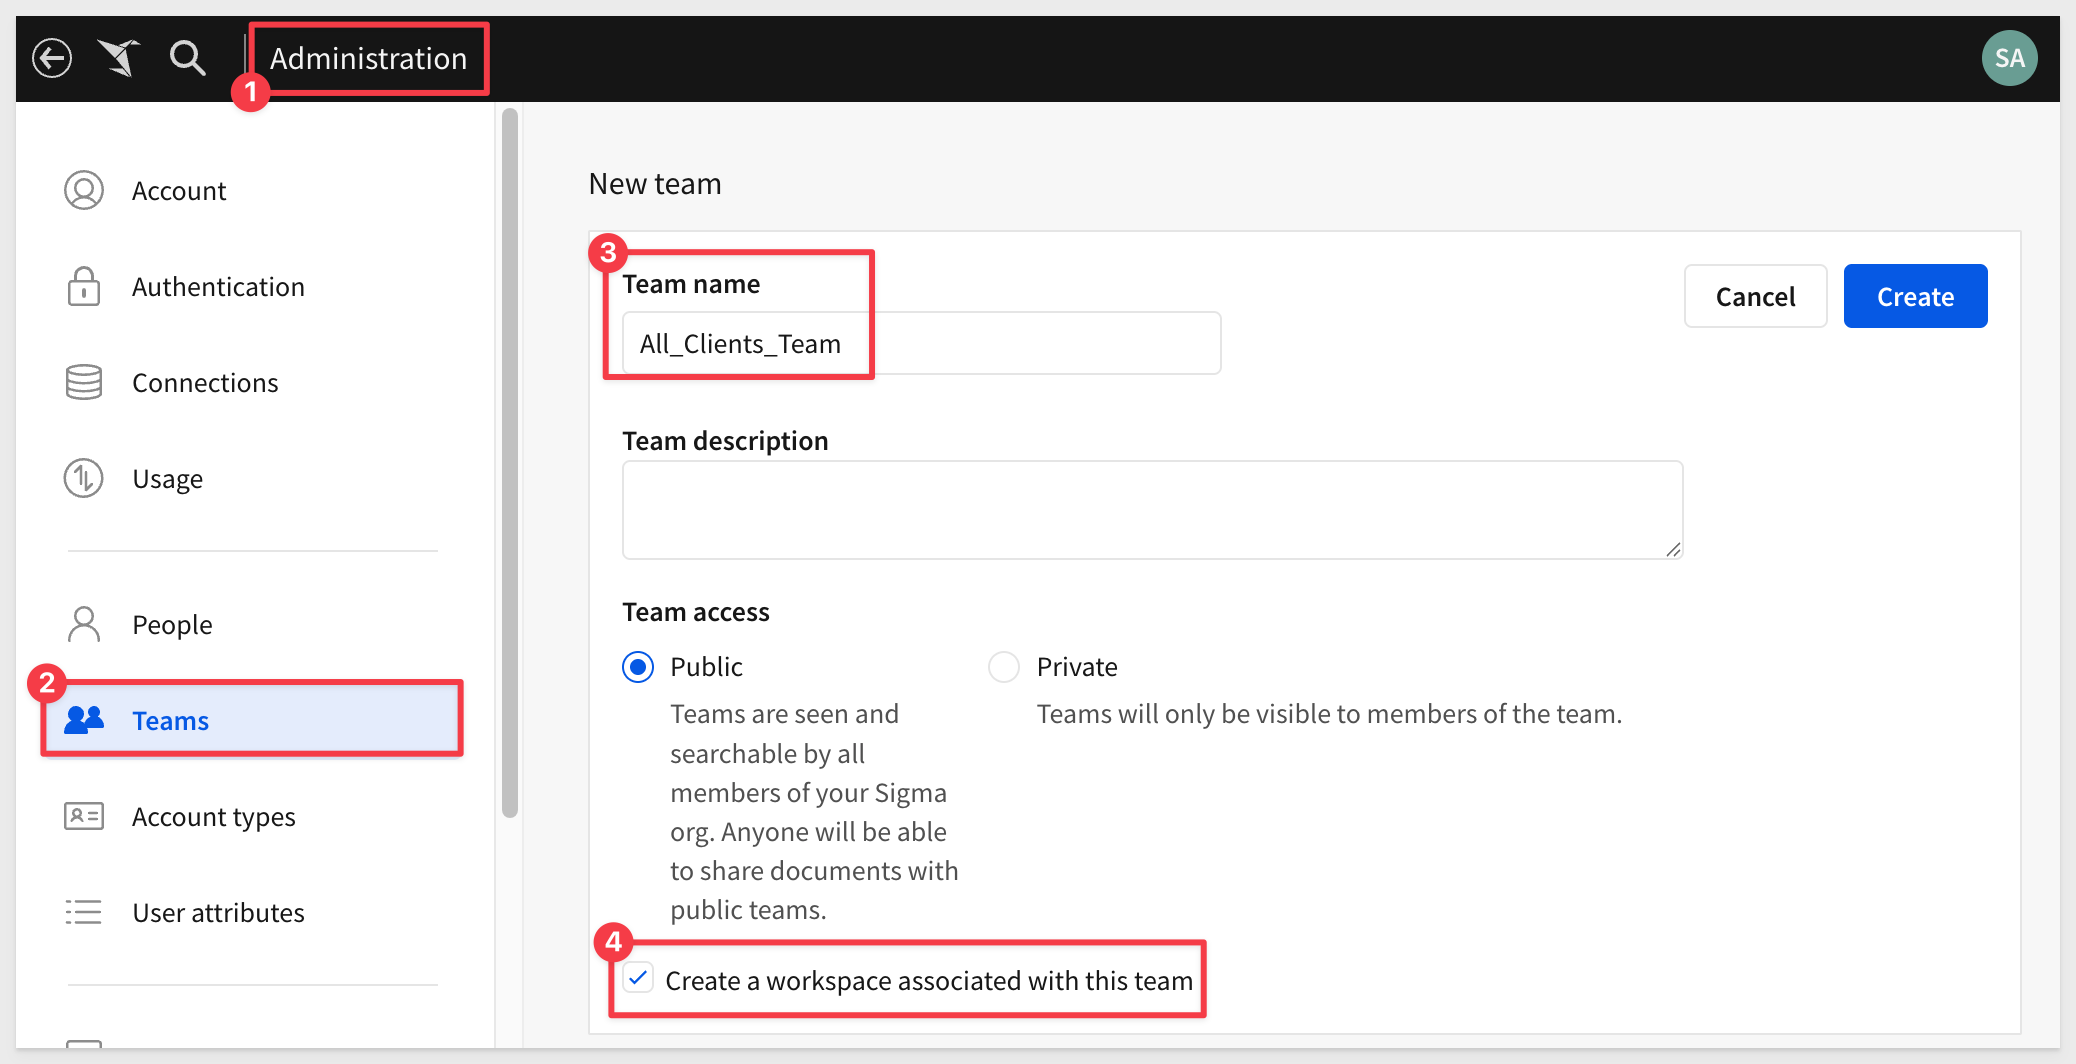 Administration
SA
1
Account
Authentication
Connections
Usage
People
2
Teams
Account types
User attributes
New team
3
Team name
All_Clients_Team
Cancel
Create
Team description
Team access
Public
Teams are seen and
searchable by all
members of your Sigma
org. Anyone will be able
to share documents with
public teams.
Private
Teams will only be visible to members of the team.
4
Create a workspace associated with this team